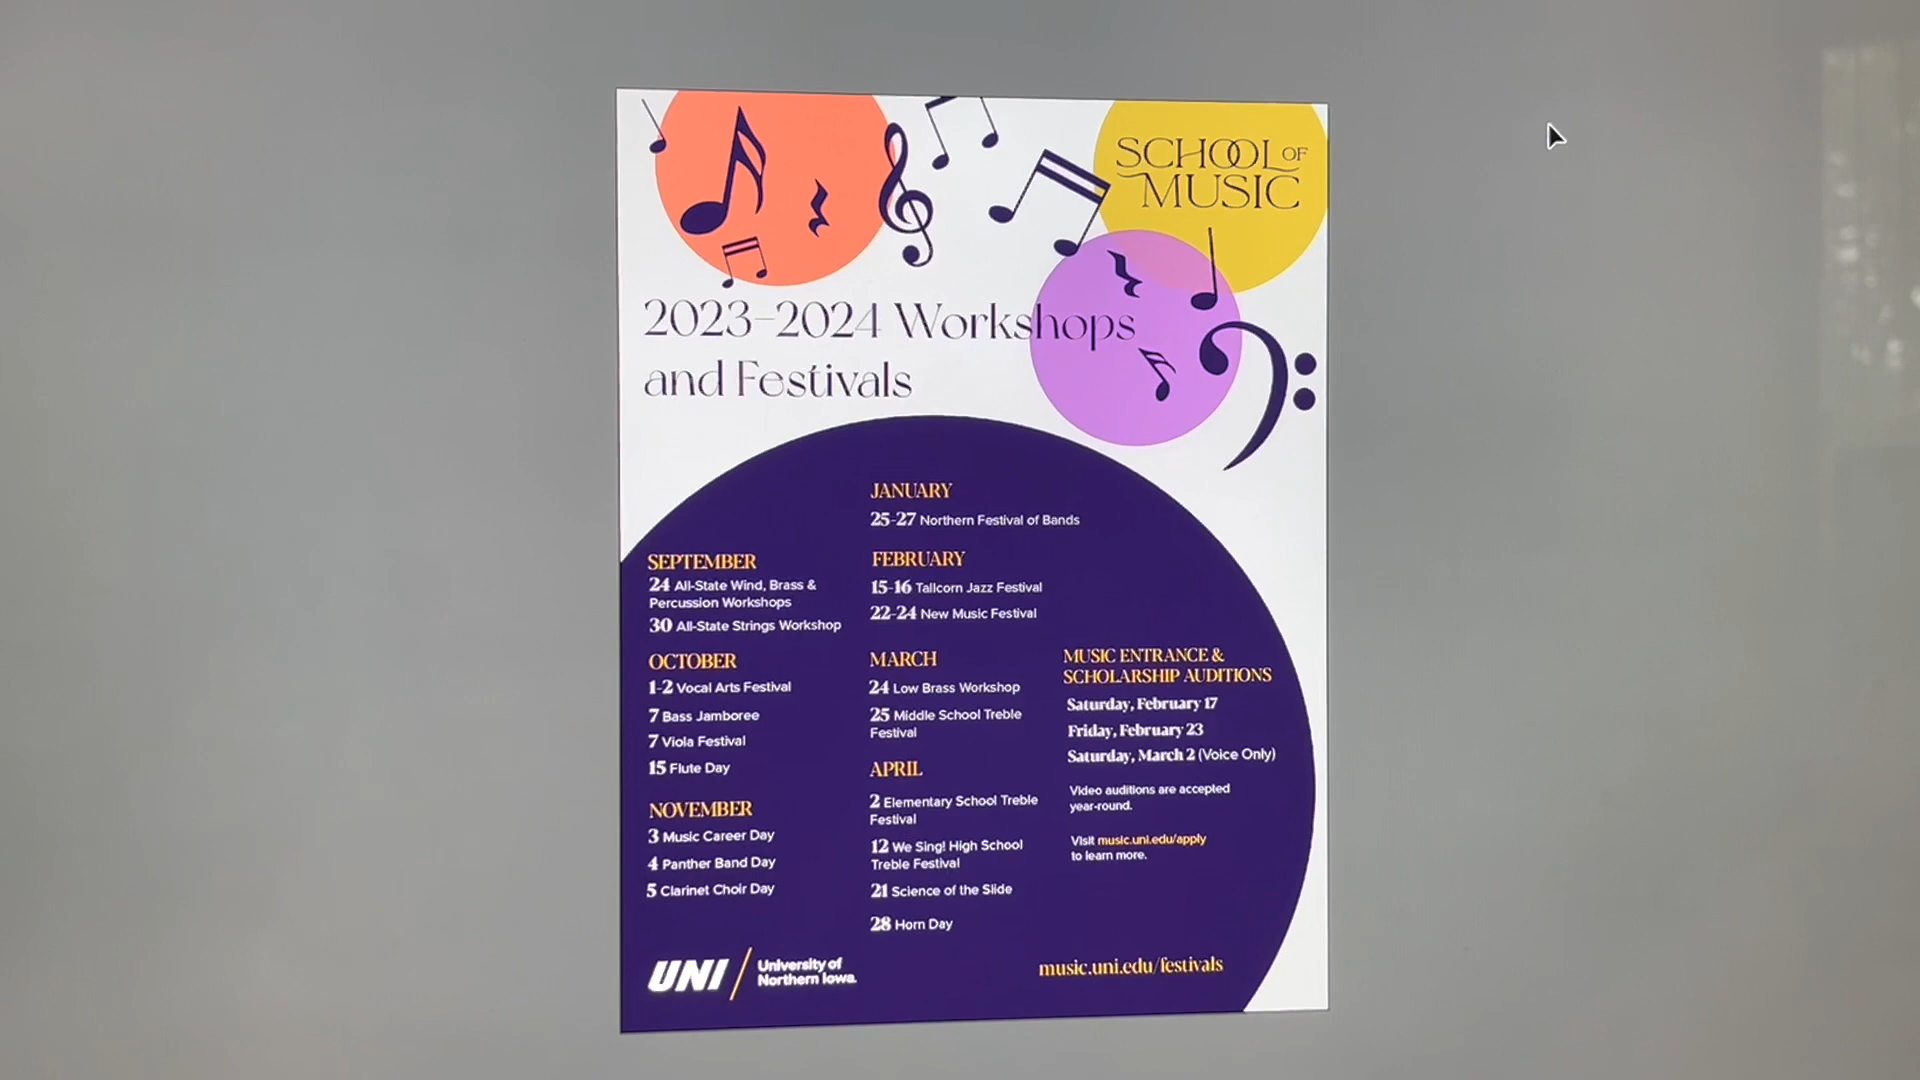 SCHOOL OF
MUSIC
2023-2024 Workshops
and Festivals
SEPTEMBER
24 All-State Wind, Brass &
Percussion Workshops
30 All-State Strings Workshop
OCTOBER
1-2 Vocal Arts Festival
7 Bass Jamboree
7 Viola Festival
15 Flute Day
NOVEMBER
3 Music Career Day
4 Panther Band Day
5 Clarinet Choir Day
JANUARY
25-27 Northern Festival of Bands
FEBRUARY
15-16 Tallcorn Jazz Festival
22-24 New Music Festival
MARCH
24 Low Brass Workshop
25 Middle School Treble
Festival
APRIL
2 Elementary School Treble
Festival
12 We Sing! High School
Treble Festival
21 Science of the Slide
28 Horn Day
MUSIC ENTRANCE &
SCHOLARSHIP AUDITIONS
Saturday, February 17
Friday, February 23
Saturday, March 2 (Voice Only)
Video auditions are accepted
year-round.
Visit music.uni.edu/apply
to learn more.
UNI
University of
Northern Iowa.
music.uni.edu/festivals